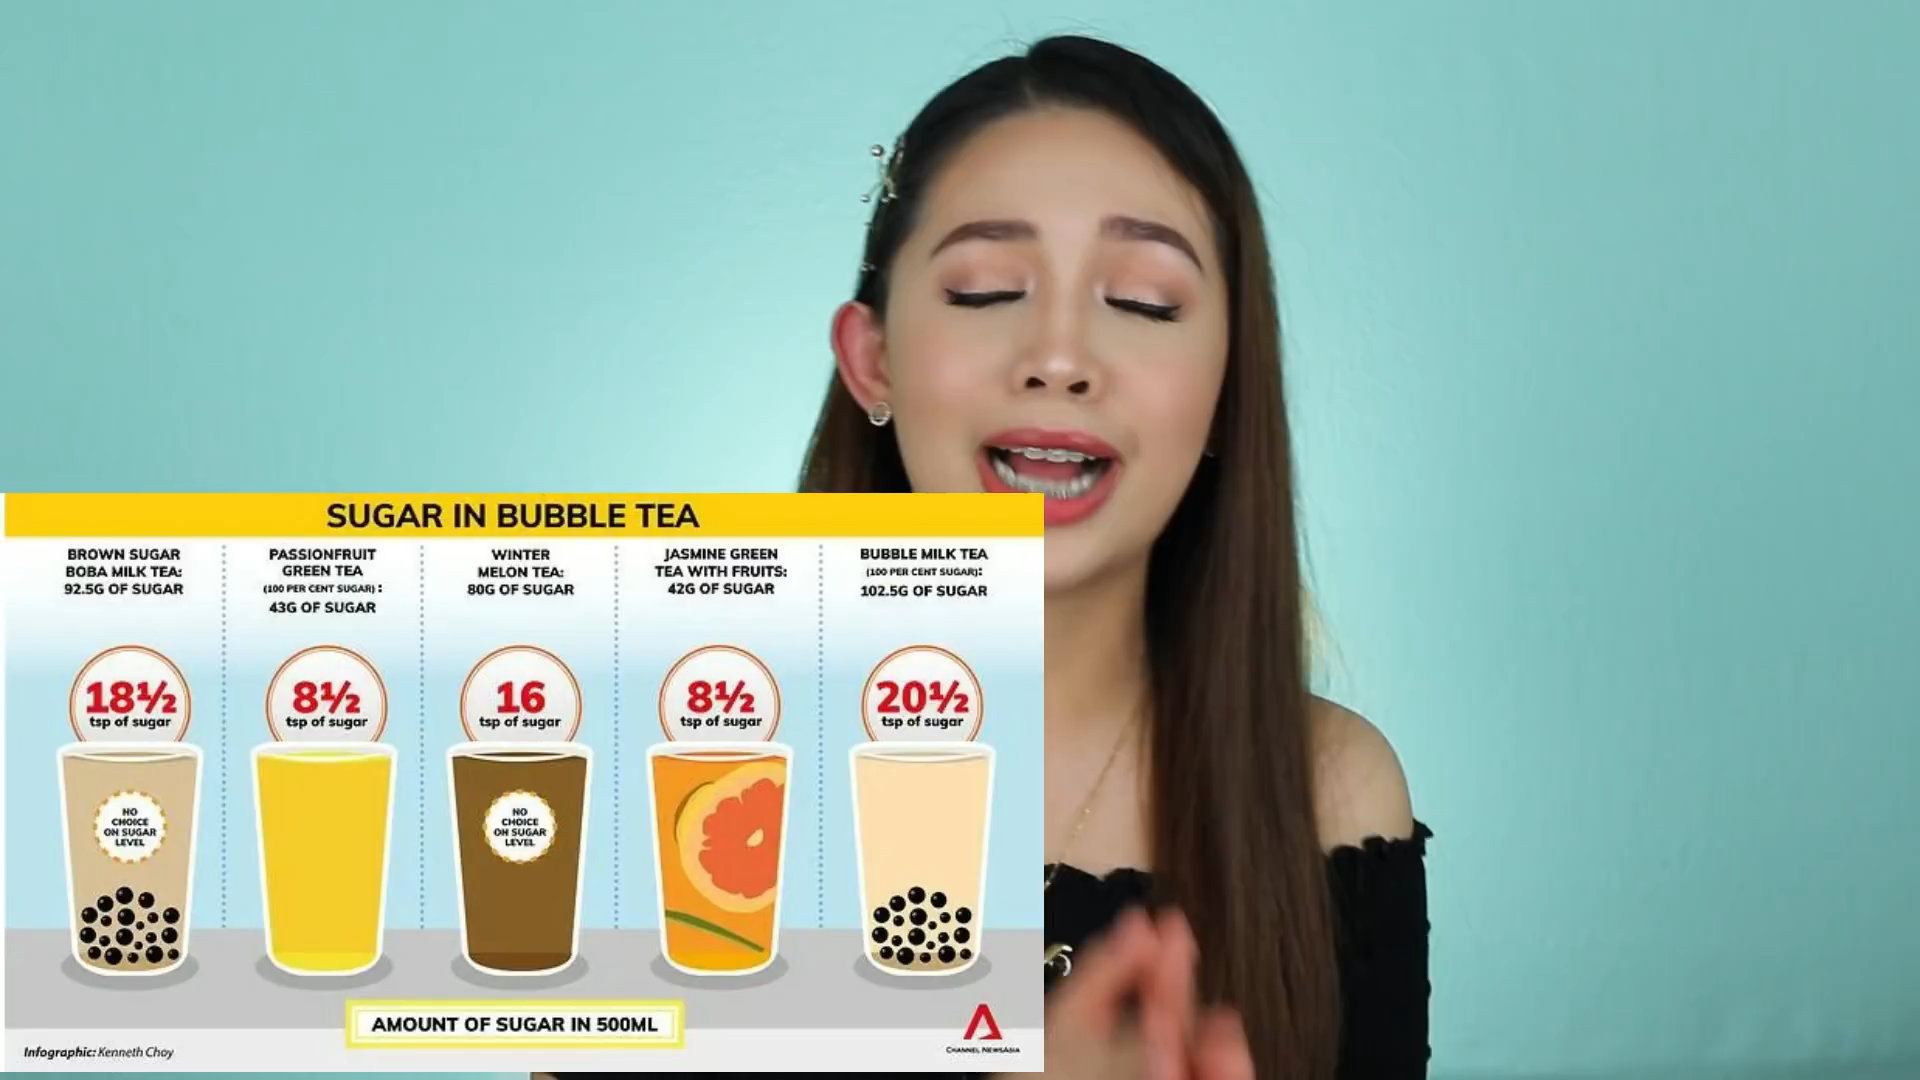 SUGAR IN BUBBLE TEA
BROWN SUGAR
BOBA MILK TEA:
92.5G OF SUGAR
18½
tsp of sugar
NO
CHOICE
ON SUGAR
LEVEL
PASSIONFRUIT
GREEN TEA
(100 PER CENT SUGAR):
43G OF SUGAR
8½
tsp of sugar
WINTER
MELON TEA:
80G OF SUGAR
16
tsp of sugar
NO
CHOICE
ON SUGAR
LEVEL
JASMINE GREEN
TEA WITH FRUITS:
42G OF SUGAR
8½
tsp of sugar
BUBBLE MILK TEA
(100 PER CENT SUGAR):
102.5G OF SUGAR
20½
tsp of sugar
AMOUNT OF SUGAR IN 500ML
Infographic: Kenneth Choy
CHANNEL NEWSASIA